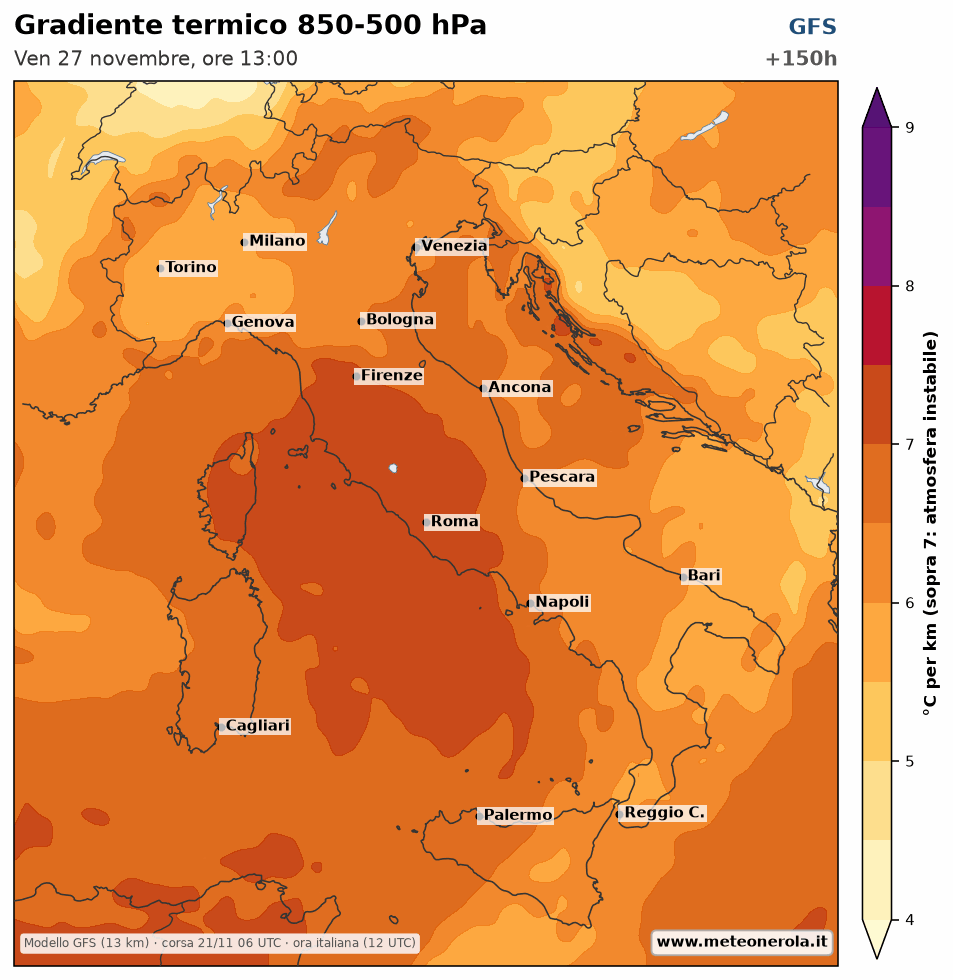 Gradiente termico 850-500 hPa
GFS
Ven 27 novembre, ore 13:00
+150h
Milano
Venezia
Torino
Genova
Bologna
Firenze
Ancona
Pescara
Roma
Bari
Napoli
Cagliari
Palermo
Reggio C.
9
8
7
6
5
4
°C per km (sopra 7: atmosfera instabile)
Modello GFS (13 km) · corsa 21/11 06 UTC · ora italiana (12 UTC)
www.meteonerola.it